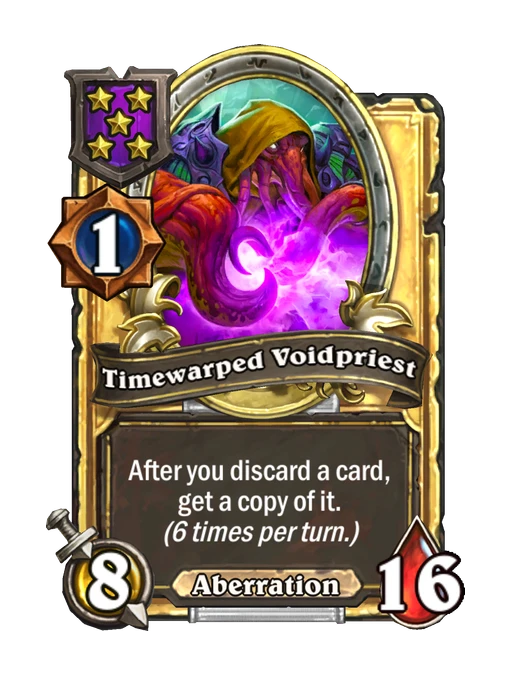 1
Timewarped Voidpriest
After you discard a card,
get a copy of it.
(6 times per turn.)
8
Aberration
16